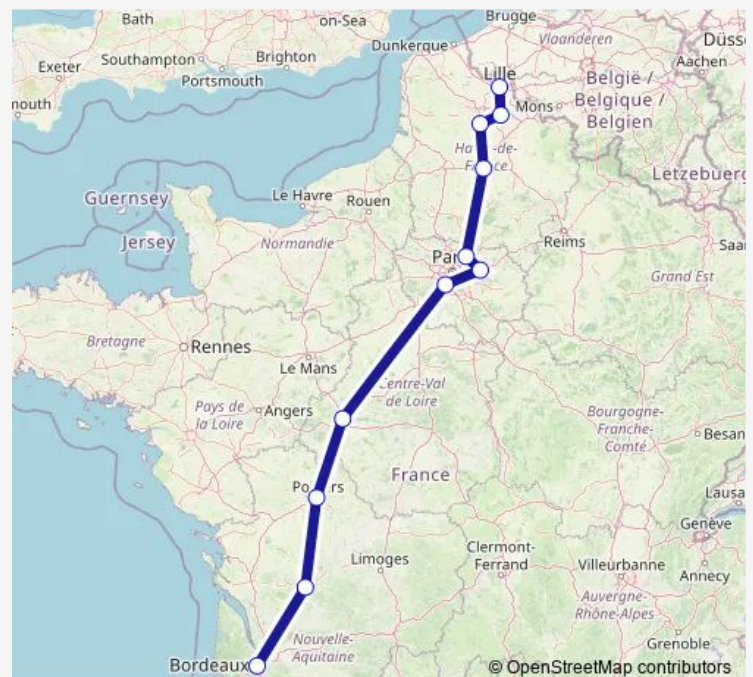 Bath
on-Sea
Brugge
Dunkerque
Vlaanderen
Düss
Exeter
Southampton
Brighton
Aachen
Portsmouth
mouth
Lille
België /
Belgique /
Belgien
Mons
Lëtzebuerg
Guernsey
Le Havre
Rouen
Reims
Jersey
Normandie
Saar
Grand Est
Bretagne
Rennes
Le Mans
Centre-Val
de Loire
Pays de
la Loire
Angers
Bourgogne-
Franche-
Comté
Besan
France
Lausa
Genève
Limoges
Clermont-
Ferrand
Villeurbanne
Annecy
Auvergne-
Rhône-Alpes
Grenoble
Nouvelle-
Aquitaine
Bordeaux
© OpenStreetMap contributors